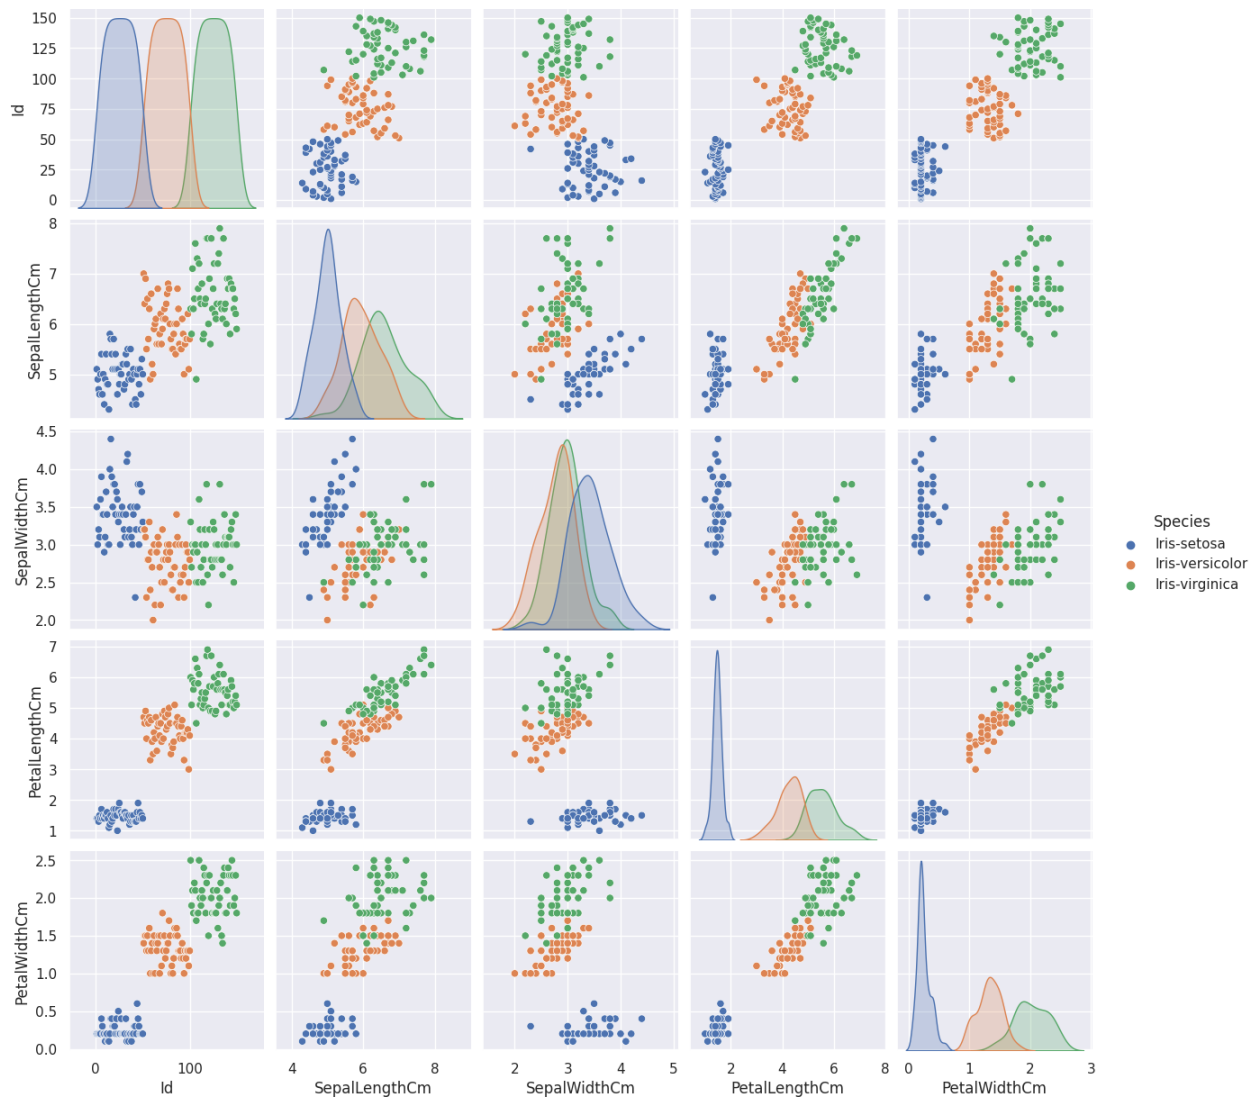 150
125
100
75
50
25
0
Id
8
7
6
5
SepalLengthCm
4.5
4.0
3.5
3.0
2.5
2.0
SepalWidthCm
Species
Iris-setosa
Iris-versicolor
Iris-virginica
7
6
5
4
3
2
1
PetalLengthCm
2.5
2.0
1.5
1.0
0.5
0.0
PetalWidthCm
0 100
4 6 8
2 3 4 5
2 4 6 8
0 1 2 3
Id
SepalLengthCm
SepalWidthCm
PetalLengthCm
PetalWidthCm